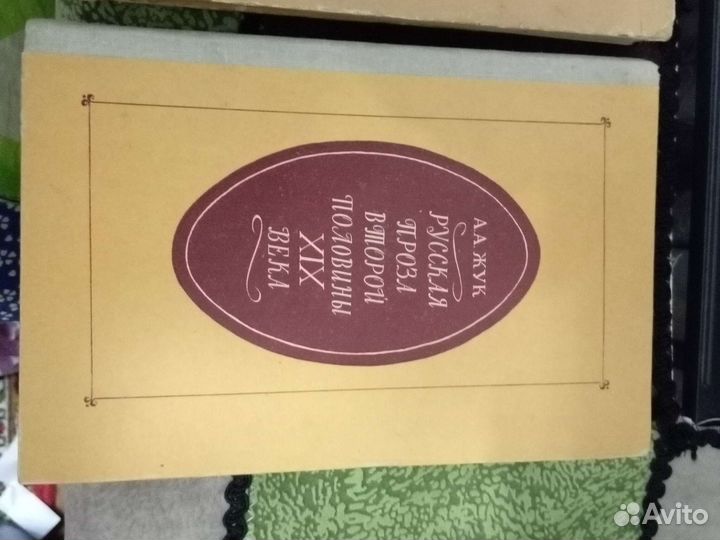 А.А. ЖУК
РУССКАЯ
ПРОЗА
ВТОРОЙ
ПОЛОВИНЫ
XIX
ВЕКА
Avito